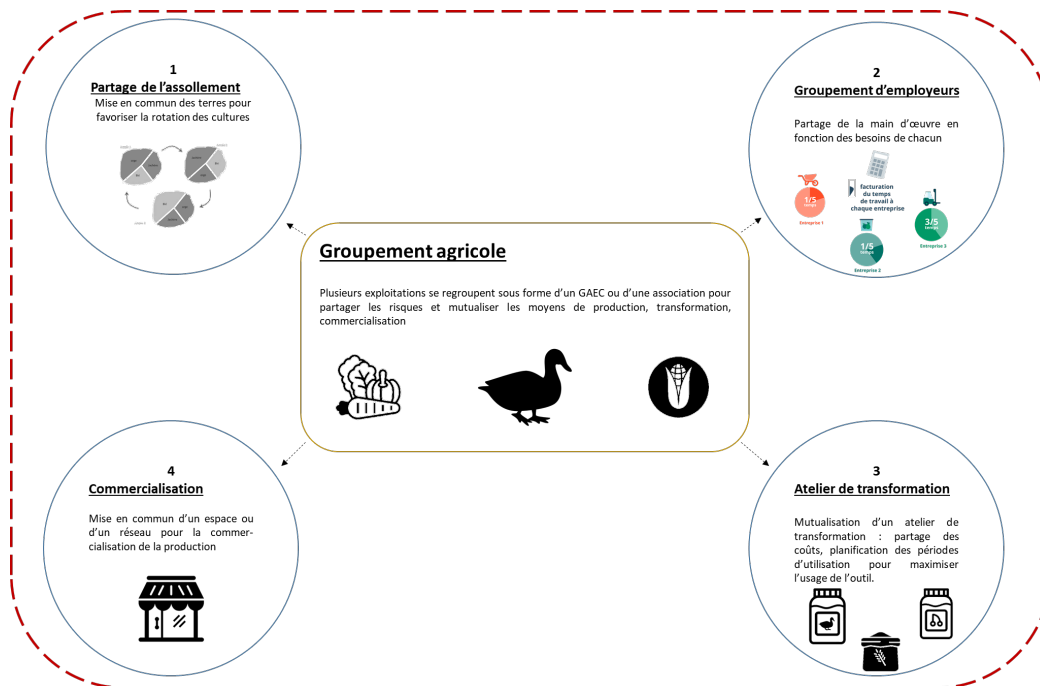 1
Partage de l'assollement
Mise en commun des terres pour
favoriser la rotation des cultures
2
Groupement d'employeurs
Partage de la main d'œuvre en
fonction des besoins de chacun
facturation
du temps
de travail à
chaque entreprise
1/5
temps
Entreprise 1
3/5
temps
Entreprise 3
1/5
temps
Entreprise 2
Groupement agricole
Plusieurs exploitations se regroupent sous forme d'un GAEC ou d'une association pour
partager les risques et mutualiser les moyens de production, transformation,
commercialisation
4
Commercialisation
Mise en commun d'un espace ou
d'un réseau pour la commer-
cialisation de la production
3
Atelier de transformation
Mutualisation d'un atelier de
transformation : partage des
coûts, planification des périodes
d'utilisation pour maximiser
l'usage de l'outil.